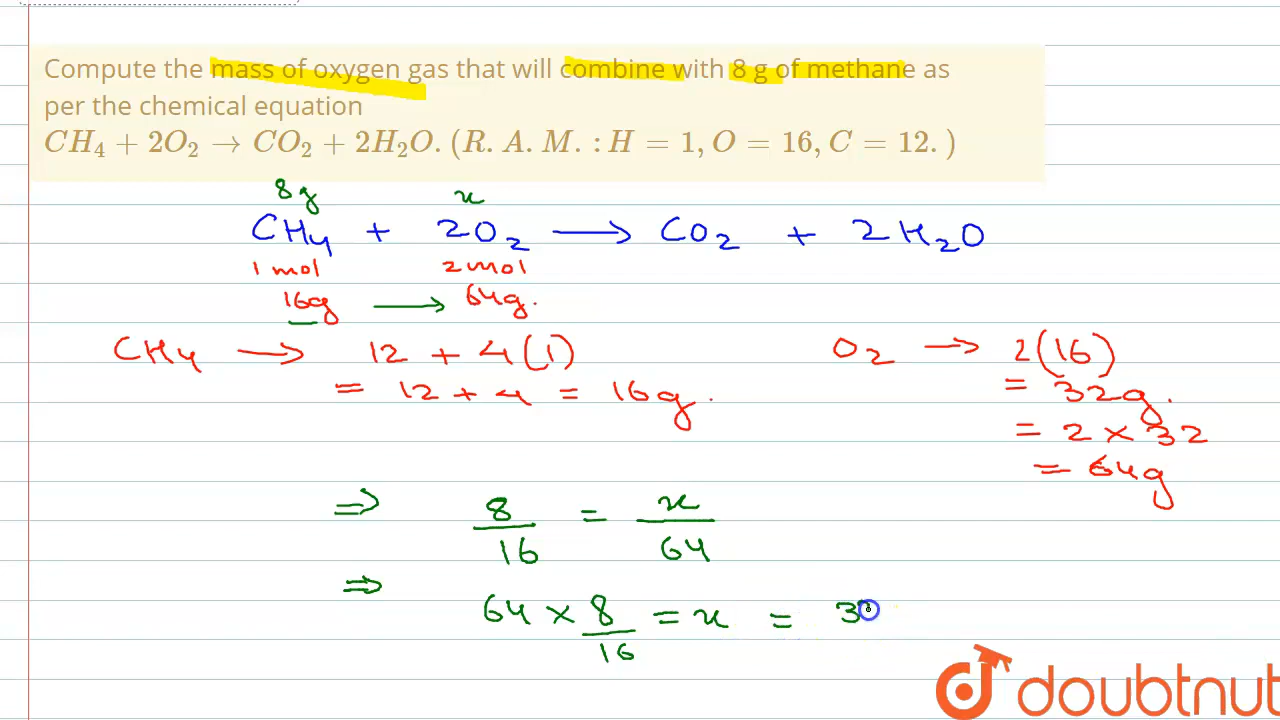 Compute the mass of oxygen gas that will combine with 8 g of methane as
per the chemical equation
CH₄ + 2O₂ → CO₂ + 2H₂O. (R. A. M. : H = 1, O = 16, C = 12. )
8g x
CH₄ + 2O₂ → CO₂ + 2H₂O
1 mol 2 mol
16g → 64g.
CH₄ → 12 + 4(1) O₂ → 2(16)
= 12 + 4 = 16g. = 32g.
= 2 × 32
= 64g
⇒ 8/16 = x/64
⇒ 64 × 8/16 = x = 3
doubtnut